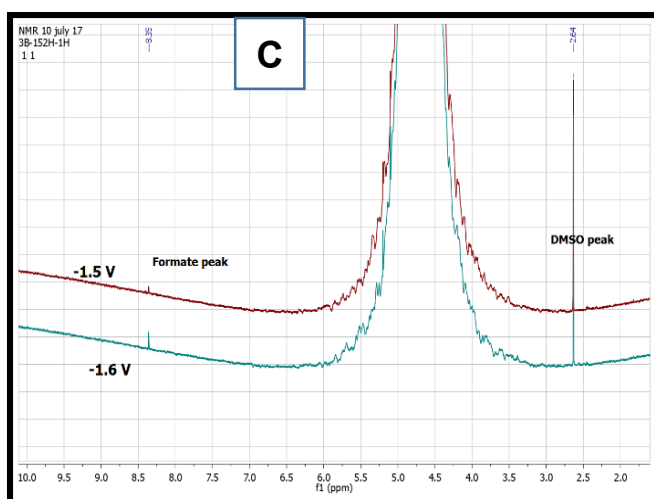 NMR 10 july 17
3B-152H-1H
1 1
C
8.35
2.64
Formate peak
DMSO peak
-1.5 V
-1.6 V
10.0 9.5 9.0 8.5 8.0 7.5 7.0 6.5 6.0 5.5 5.0 4.5 4.0 3.5 3.0 2.5 2.0
f1 (ppm)